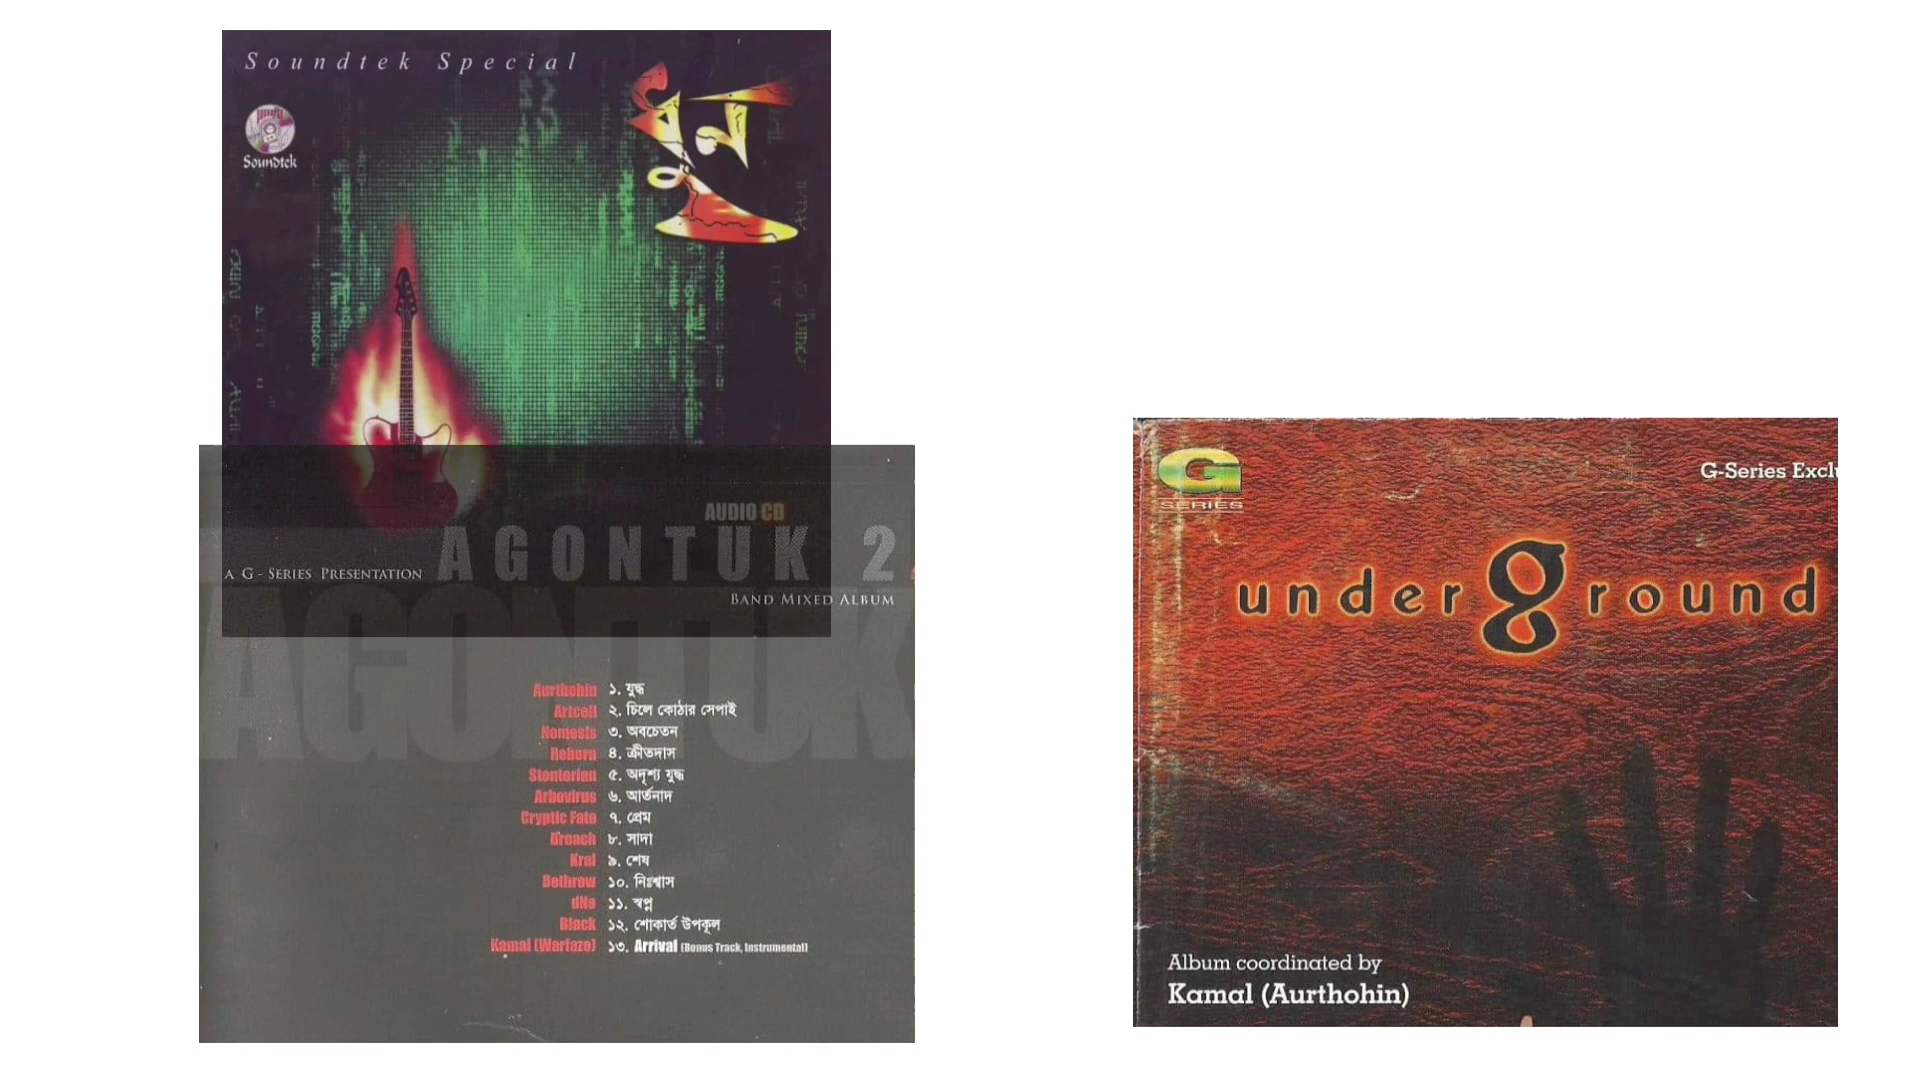 Soundtek Special
Soundtek
AUDIO CD
AGONTUK 2
A G-SERIES PRESENTATION
BAND MIXED ALBUM
AGONTUK
Aurthohin ১. যুদ্ধ
Artcell ২. চিলে কোঠার সেপাই
Nemesis ৩. অবচেতন
Reborn ৪. ক্রীতদাস
Stentorian ৫. অদৃশ্য যুদ্ধ
Arbovirus ৬. আর্তনাদ
Cryptic Fate ৭. প্রেম
Breach ৮. সাদা
Kral ৯. শেষ
Dethrow ১০. নিঃশ্বাস
dNa ১১. স্বপ্ন
Black ১২. শোকার্ত উপকূল
Kamal (Warfaze) ১৩. Arrival (Bonus Track, Instrumental)
G
SERIES
G-Series Exclu
underground
Album coordinated by
Kamal (Aurthohin)